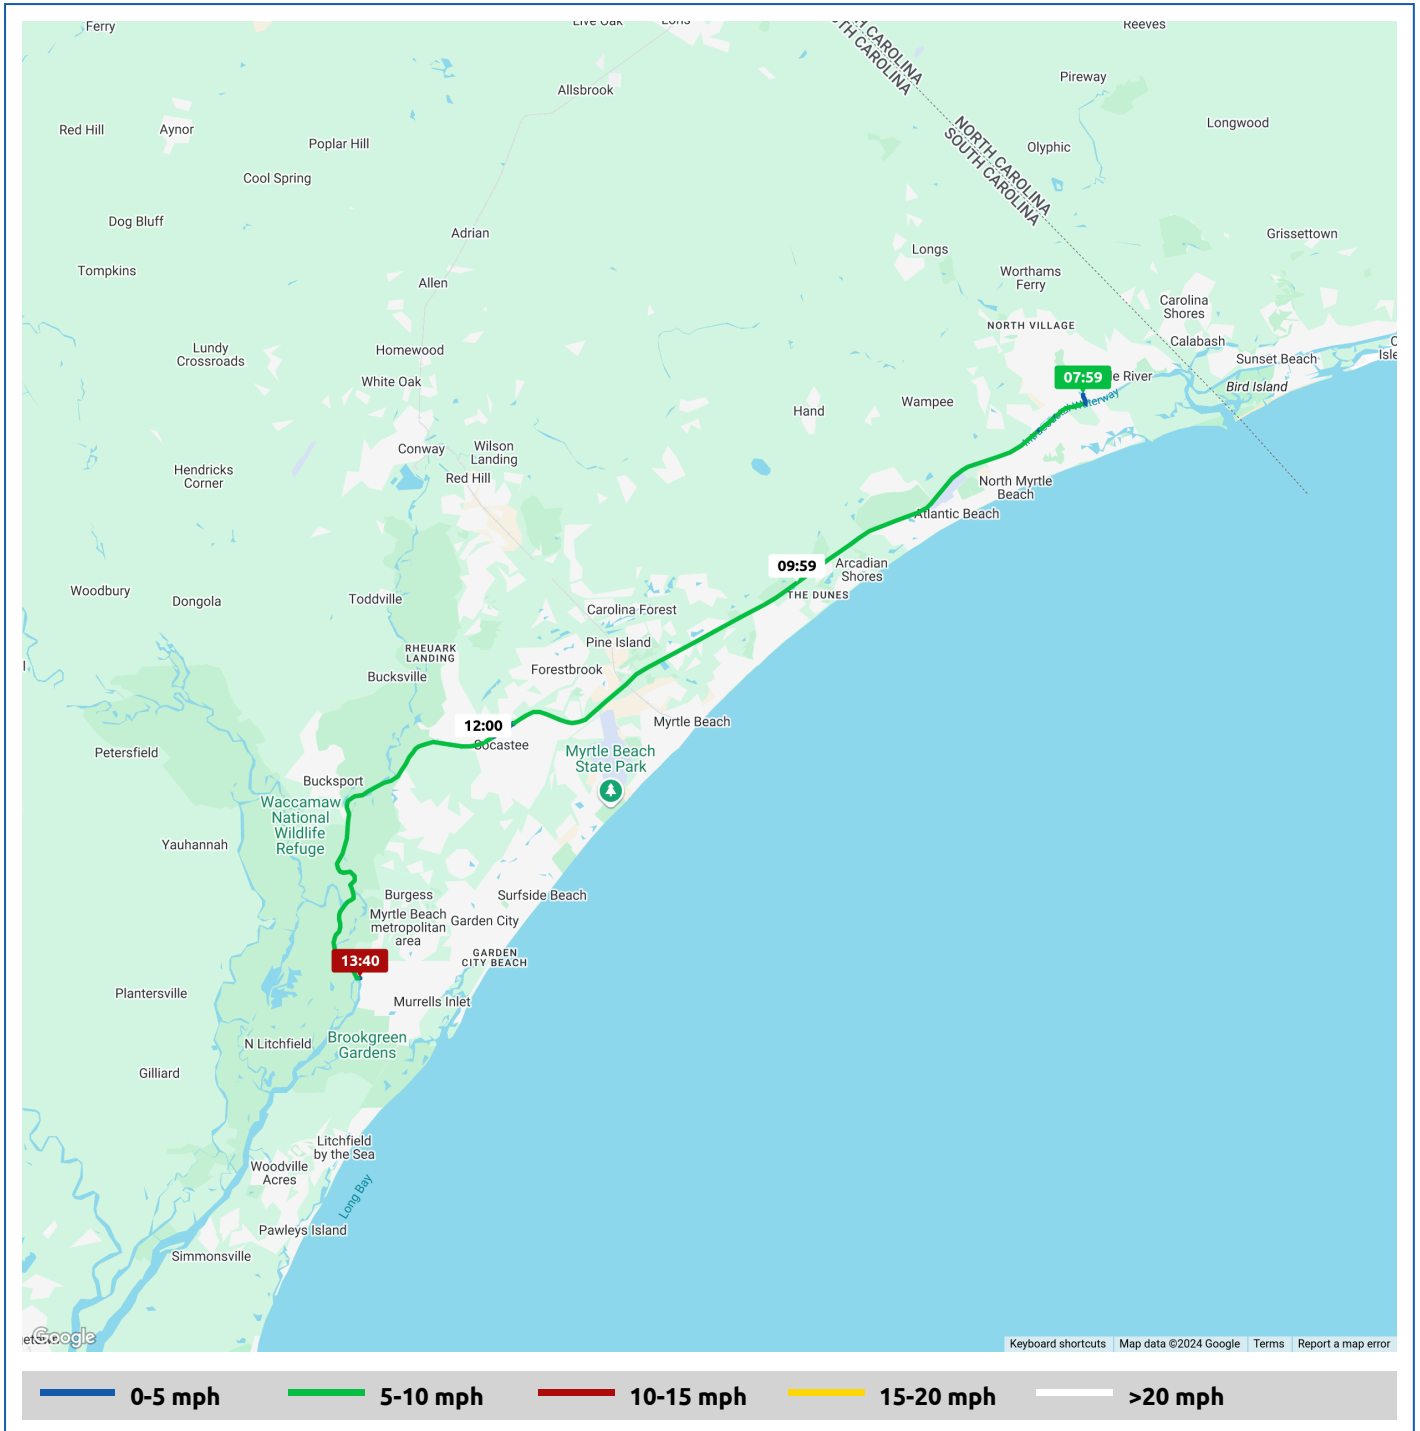 Ferry
Live Oak
Loris
Reeves
NORTH CAROLINA
SOUTH CAROLINA
Pireway
Allsbrook
Longwood
Red Hill
Aynor
Poplar Hill
Olyphic
NORTH CAROLINA
SOUTH CAROLINA
Cool Spring
Dog Bluff
Adrian
Grissettown
Longs
Tompkins
Worthams
Ferry
Allen
Carolina
Shores
NORTH VILLAGE
Calabash
Lundy
Crossroads
Homewood
Sunset Beach
07:59
e River
White Oak
Bird Island
Hand
Wampee
Waterway
Conway
Wilson
Landing
Hendricks
Corner
Red Hill
North Myrtle
Beach
Atlantic Beach
09:59
Arcadian
Shores
Woodbury
Dongola
Toddville
THE DUNES
Carolina Forest
Pine Island
RHEUARK
LANDING
Forestbrook
Bucksville
12:00
Myrtle Beach
Socastee
Petersfield
Myrtle Beach
State Park
Bucksport
Waccamaw
National
Wildlife
Refuge
Yauhannah
Burgess
Surfside Beach
Myrtle Beach
metropolitan
area
Garden City
GARDEN
CITY BEACH
13:40
Plantersville
Murrells Inlet
N Litchfield
Brookgreen
Gardens
Gilliard
Litchfield
by the Sea
Woodville
Acres
Long Bay
Pawleys Island
Simmonsville
Google
Keyboard shortcuts
Map data ©2024 Google
Terms
Report a map error
0-5 mph
5-10 mph
10-15 mph
15-20 mph
>20 mph